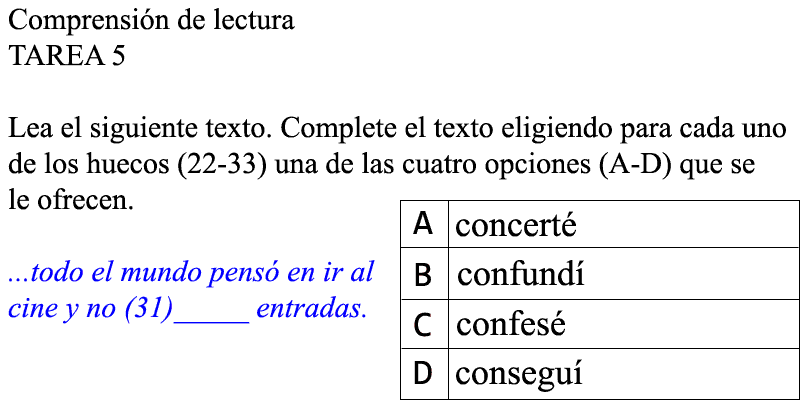 Comprensión de lectura
TAREA 5
Lea el siguiente texto. Complete el texto eligiendo para cada uno
de los huecos (22-33) una de las cuatro opciones (A-D) que se
le ofrecen.
...todo el mundo pensó en ir al
cine y no (31)_____ entradas.
A concerté
B confundí
C confesé
D conseguí